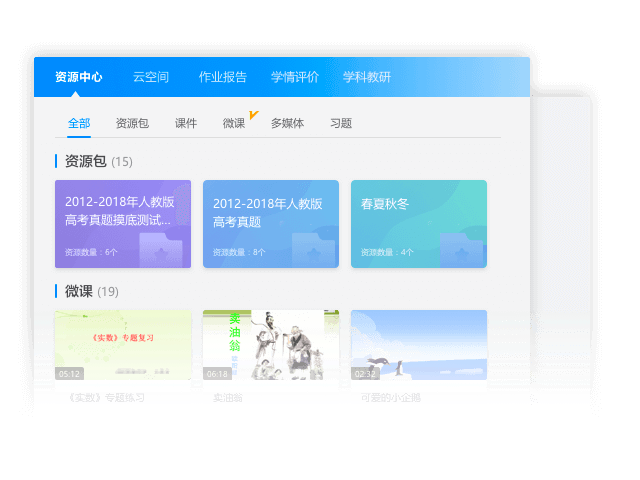 资源中心 云空间 作业报告 学情评价 学科教研
全部 资源包 课件 微课 多媒体 习题
资源包 (15)
2012-2018年人教版
高考真题摸底测试...
资源数量：6个
2012-2018年人教版
高考真题
资源数量：8个
春夏秋冬
资源数量：4个
微课 (19)
《实数》专题复习
05:12
卖油翁
06:18
02:32
《实数》专题练习
卖油翁
可爱的小企鹅